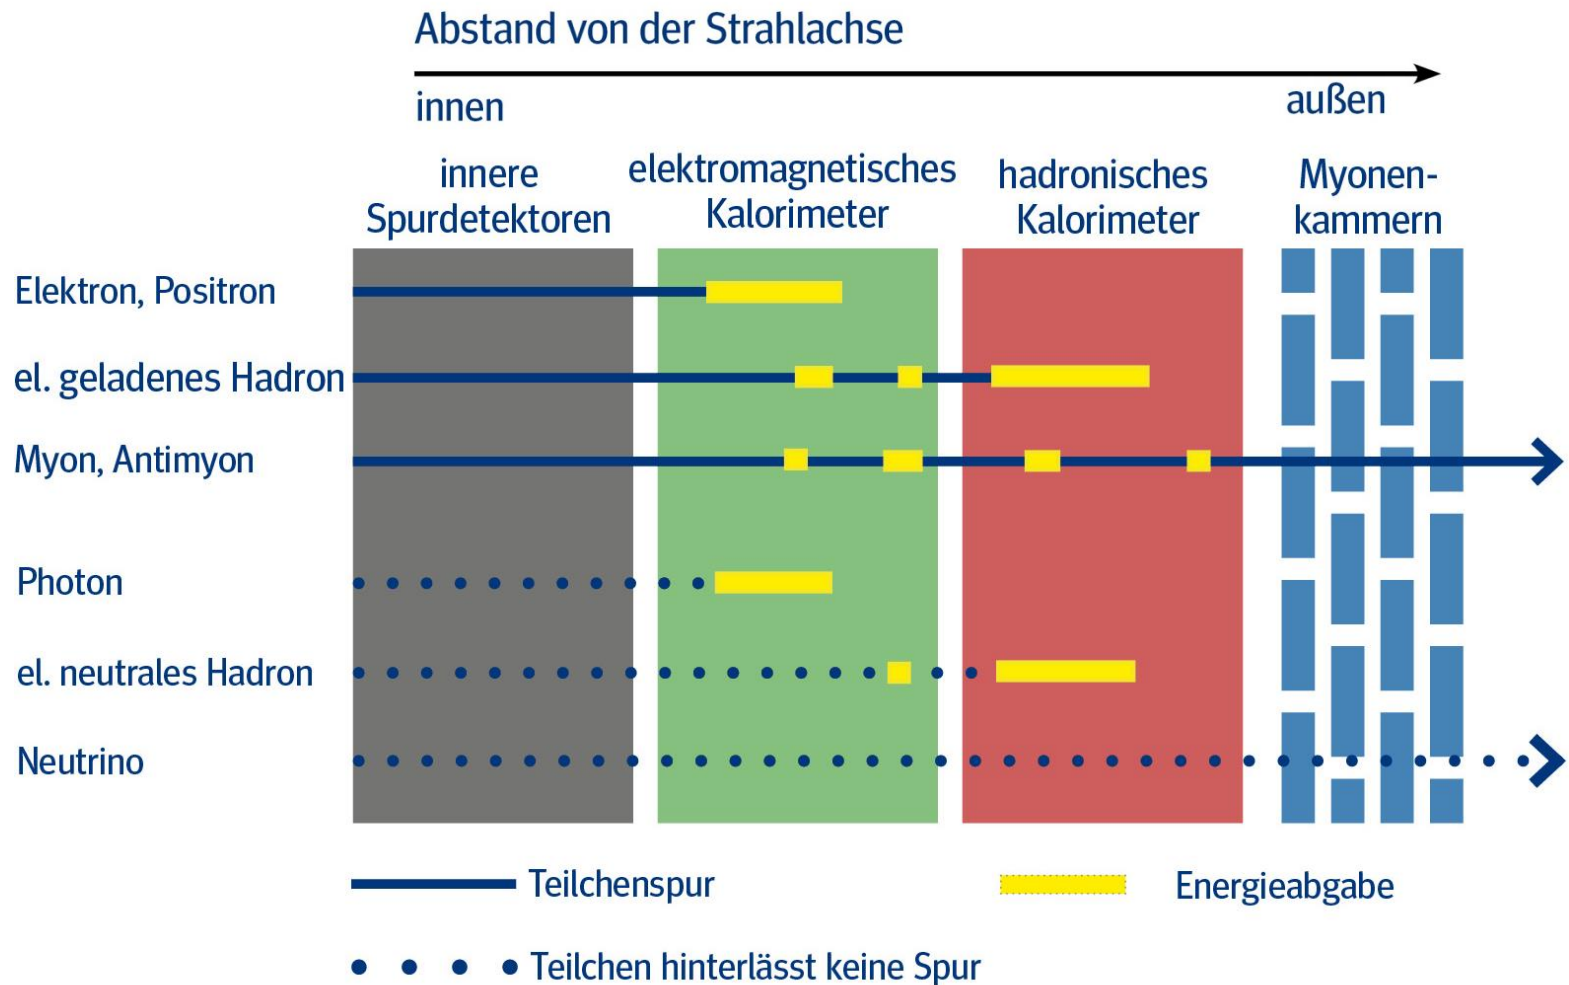 Abstand von der Strahlachse
innen
außen
innere
Spurdetektoren
elektromagnetisches
Kalorimeter
hadronisches
Kalorimeter
Myonen-
kammern
Elektron, Positron
el. geladenes Hadron
Myon, Antimyon
Photon
el. neutrales Hadron
Neutrino
Teilchenspur
Energieabgabe
Teilchen hinterlässt keine Spur